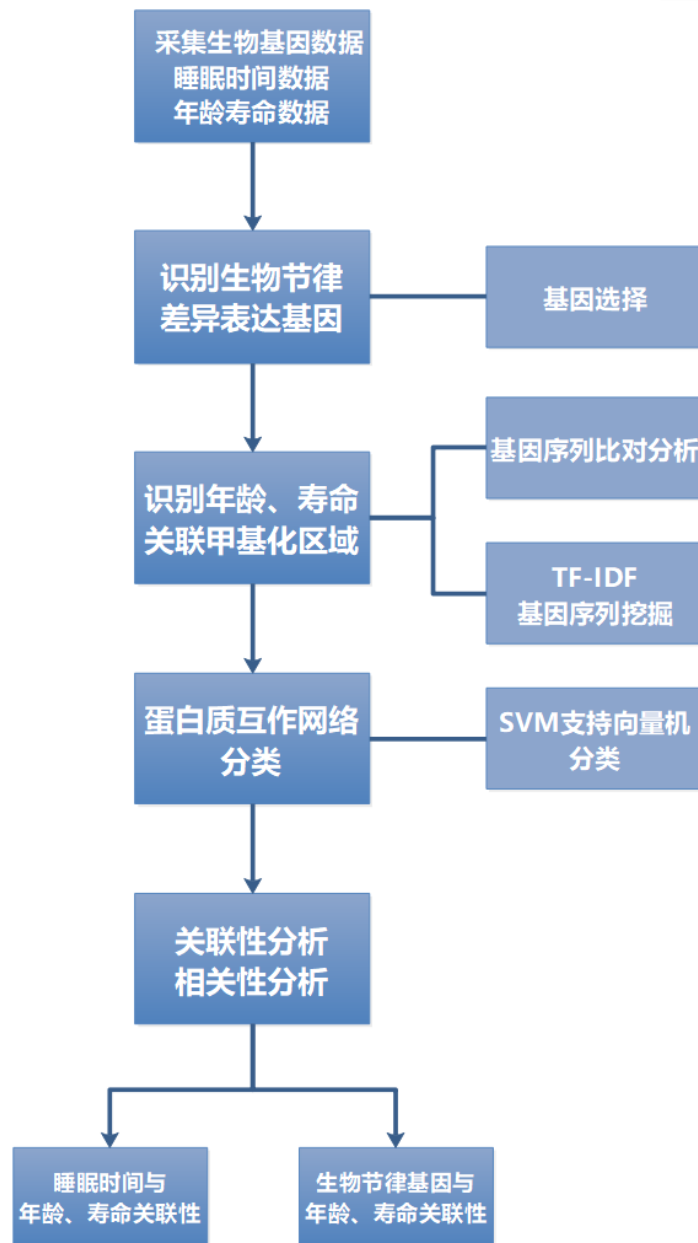 采集生物基因数据
睡眠时间数据
年龄寿命数据
识别生物节律
差异表达基因
基因选择
识别年龄、寿命
关联甲基化区域
基因序列比对分析
TF-IDF
基因序列挖掘
蛋白质互作网络
分类
SVM支持向量机
分类
关联性分析
相关性分析
睡眠时间与
年龄、寿命关联性
生物节律基因与
年龄、寿命关联性